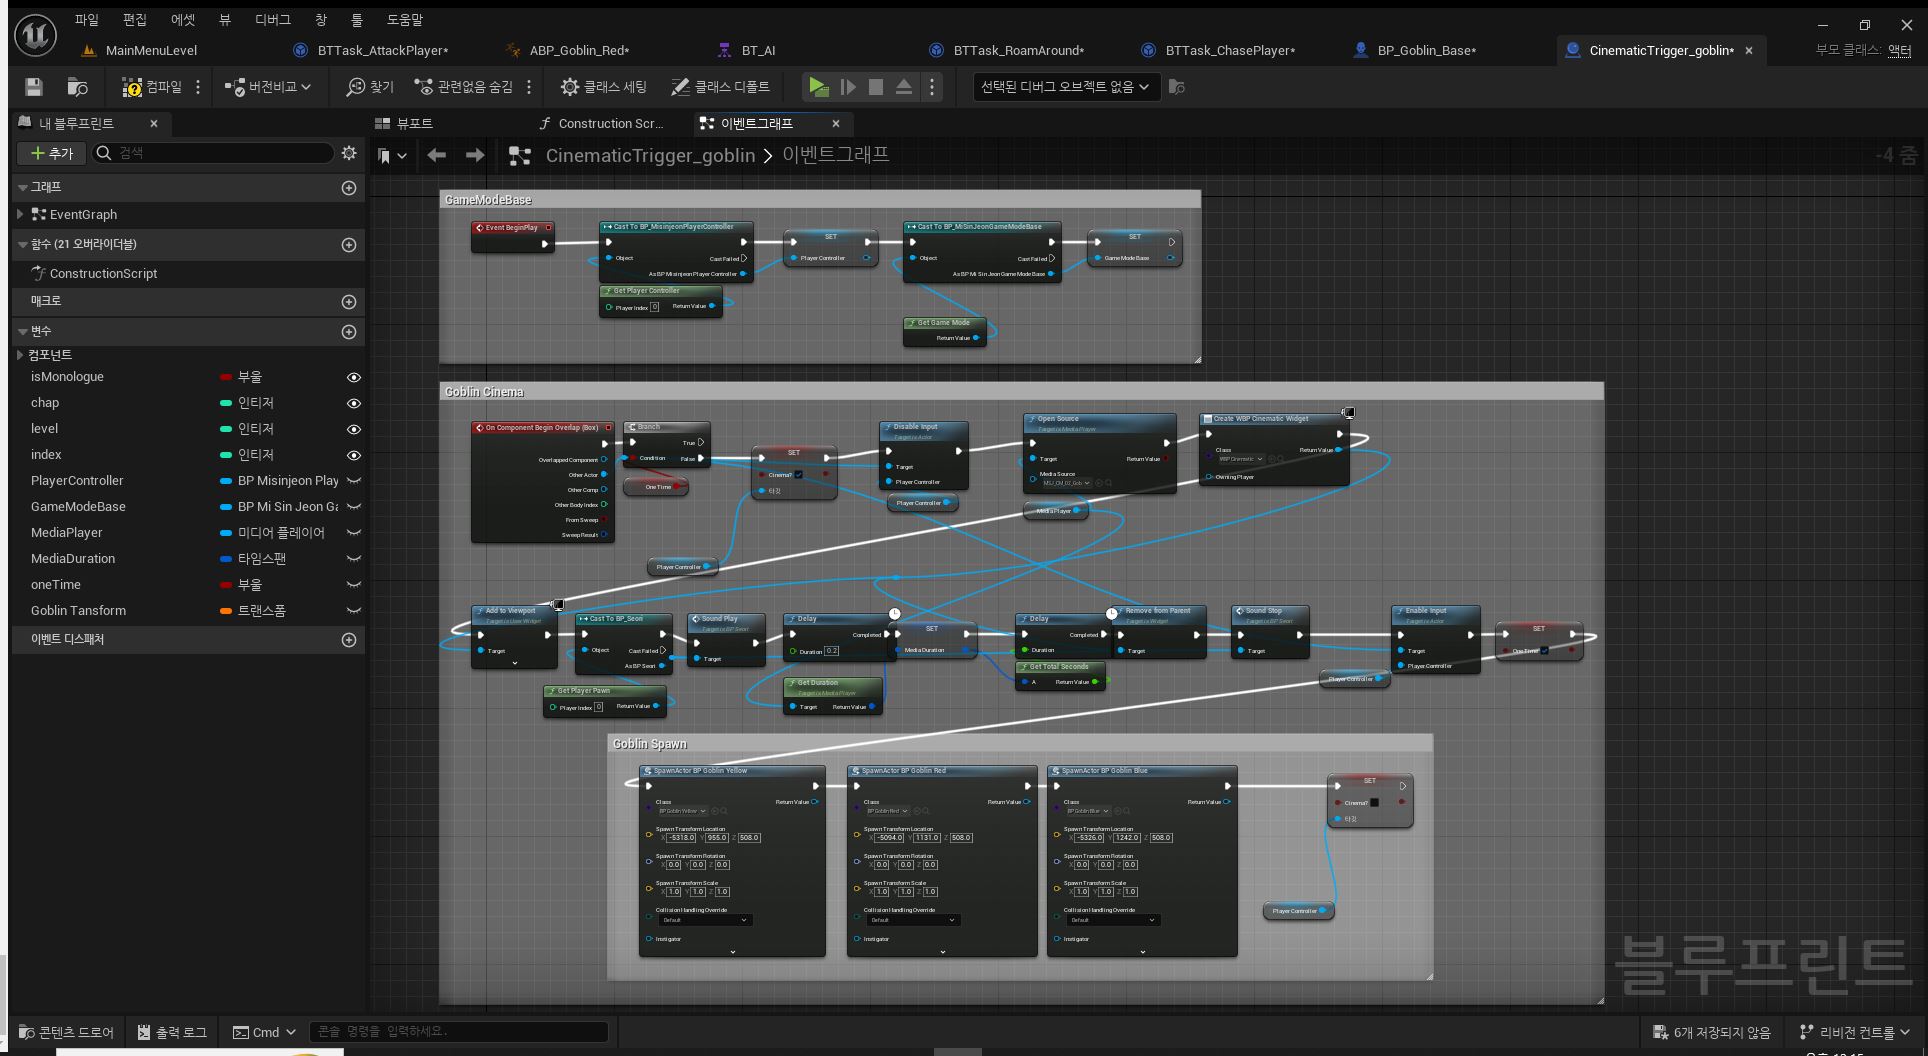 파일 편집 에셋 뷰 디버그 창 툴 도움말
MainMenuLevel BTTask_AttackPlayer* ABP_Goblin_Red* BT_AI BTTask_RoamAround* BTTask_ChasePlayer* BP_Goblin_Base* CinematicTrigger_goblin* 부모 클래스: 액터
컴파일 버전비교 찾기 관련없음 숨김 클래스 세팅 클래스 디폴트 선택된 디버그 오브젝트 없음
내 블루프린트 뷰포트 Construction Scr... 이벤트그래프
추가 검색 CinematicTrigger_goblin > 이벤트그래프 -4 줌
그래프
EventGraph
함수 (21 오버라이더블)
ConstructionScript
매크로
변수
컴포넌트
isMonologue 부울
chap 인티저
level 인티저
index 인티저
PlayerController BP Misinjeon Play
GameModeBase BP Mi Sin Jeon Ga
MediaPlayer 미디어 플레이어
MediaDuration 타임스팬
oneTime 부울
Goblin Tansform 트랜스폼
이벤트 디스패처
GameModeBase
Event BeginPlay
Cast To BP_MisinjeonPlayerController
Object Cast Failed
As BP Misinjeon Player Controller
SET
Player Controller
Cast To BP_MiSinJeonGameModeBase
Object Cast Failed
As BP Mi Sin Jeon Game Mode Base
SET
Game Mode Base
Get Player Controller
Player Index 0 Return Value
Get Game Mode
Return Value
Goblin Cinema
On Component Begin Overlap (Box)
Overlapped Component
Other Actor
Other Comp
Other Body Index
From Sweep
Sweep Result
Branch
True
Condition False
One Time
SET
Cinema?
타깃
Player Controller
Disable Input
Target is Actor
Target
Player Controller
Player Controller
Open Source
Target is Media Player
Target Return Value
Media Source
Media Player
Create WBP Cinematic Widget
Class Return Value
WBP Cinematic
Owning Player
Add to Viewport
Target is User Widget
Target
Cast To BP_Seori
Object Cast Failed
As BP Seori
Get Player Pawn
Player Index 0 Return Value
Sound Play
Target is BP Seori
Target
Delay
Completed
Duration 0.2
Get Duration
Target is Media Player
Target Return Value
SET
Media Duration
Delay
Completed
Duration
Get Total Seconds
A Return Value
Remove from Parent
Target is User Widget
Target
Sound Stop
Target is BP Seori
Target
Enable Input
Target is Actor
Target
Player Controller
Player Controller
SET
One Time
Goblin Spawn
SpawnActor BP Goblin Yellow
Class Return Value
BP Goblin Yellow
Spawn Transform Location
X -5318.0 Y 955.0 Z 508.0
Spawn Transform Rotation
X 0.0 Y 0.0 Z 0.0
Spawn Transform Scale
X 1.0 Y 1.0 Z 1.0
Collision Handling Override
Default
Instigator
SpawnActor BP Goblin Red
Class Return Value
BP Goblin Red
Spawn Transform Location
X -5094.0 Y 1131.0 Z 508.0
Spawn Transform Rotation
X 0.0 Y 0.0 Z 0.0
Spawn Transform Scale
X 1.0 Y 1.0 Z 1.0
Collision Handling Override
Default
Instigator
SpawnActor BP Goblin Blue
Class Return Value
BP Goblin Blue
Spawn Transform Location
X -5326.0 Y 1242.0 Z 508.0
Spawn Transform Rotation
X 0.0 Y 0.0 Z 0.0
Spawn Transform Scale
X 1.0 Y 1.0 Z 1.0
Collision Handling Override
Default
Instigator
SET
Cinema?
타깃
Player Controller
블루프린트
콘텐츠 드로어 출력 로그 Cmd 콘솔 명령을 입력하세요. 6개 저장되지 않음 리비전 컨트롤